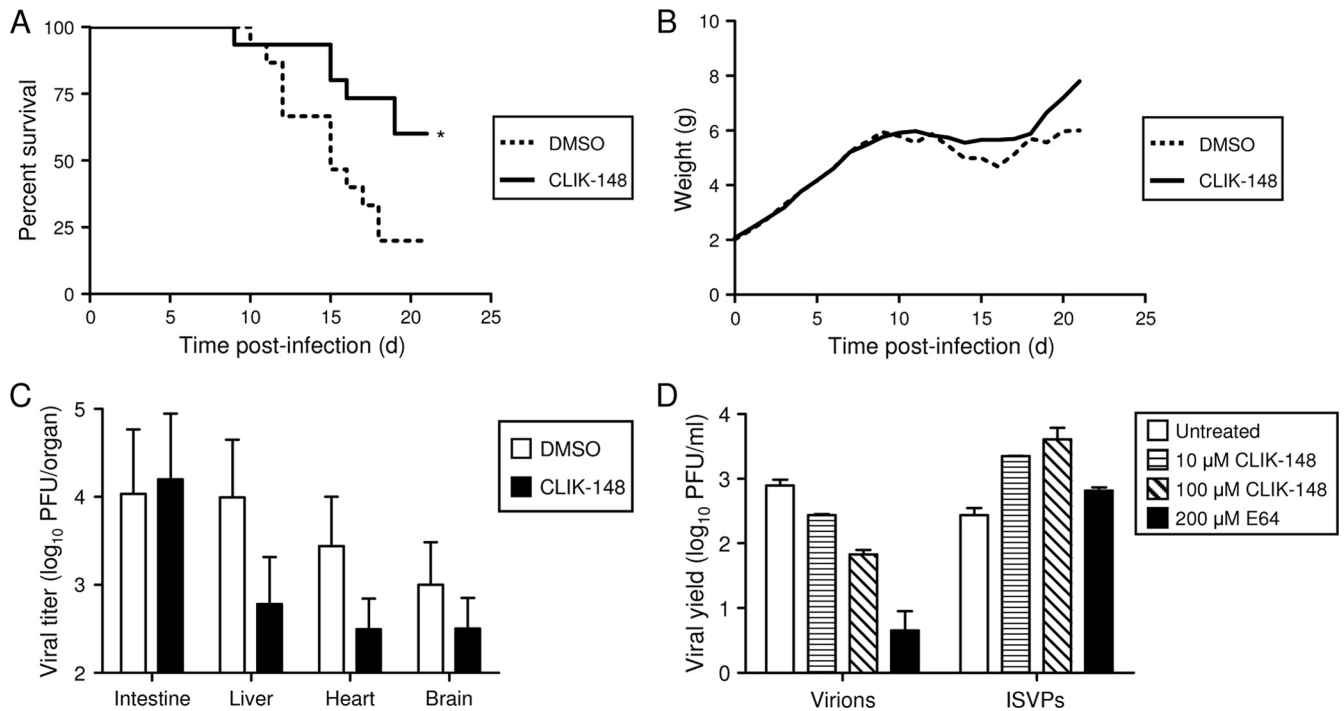 A
Percent survival
100
75
50
25
0
0 5 10 15 20 25
Time post-infection (d)
*
DMSO
CLIK-148
B
Weight (g)
10
8
6
4
2
0
0 5 10 15 20 25
Time post-infection (d)
DMSO
CLIK-148
C
Viral titer (log10 PFU/organ)
5
4
3
2
Intestine Liver Heart Brain
DMSO
CLIK-148
D
Viral yield (log10 PFU/ml)
4
3
2
1
0
Virions ISVPs
Untreated
10 µM CLIK-148
100 µM CLIK-148
200 µM E64